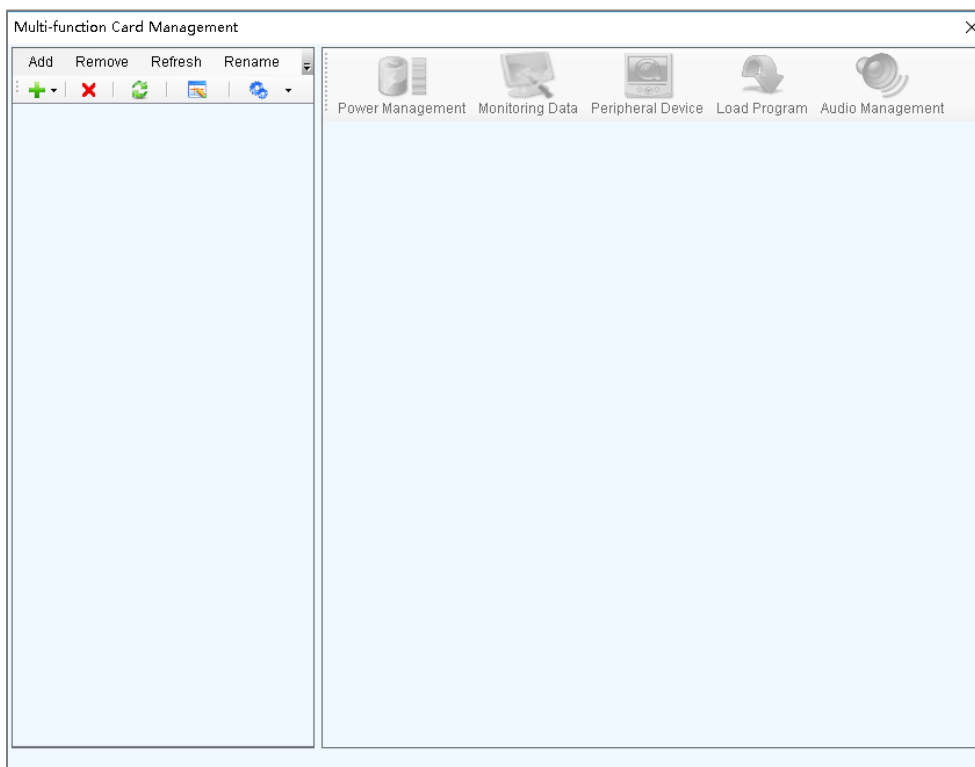 Multi-function Card Management
Add Remove Refresh Rename
Power Management Monitoring Data Peripheral Device Load Program Audio Management